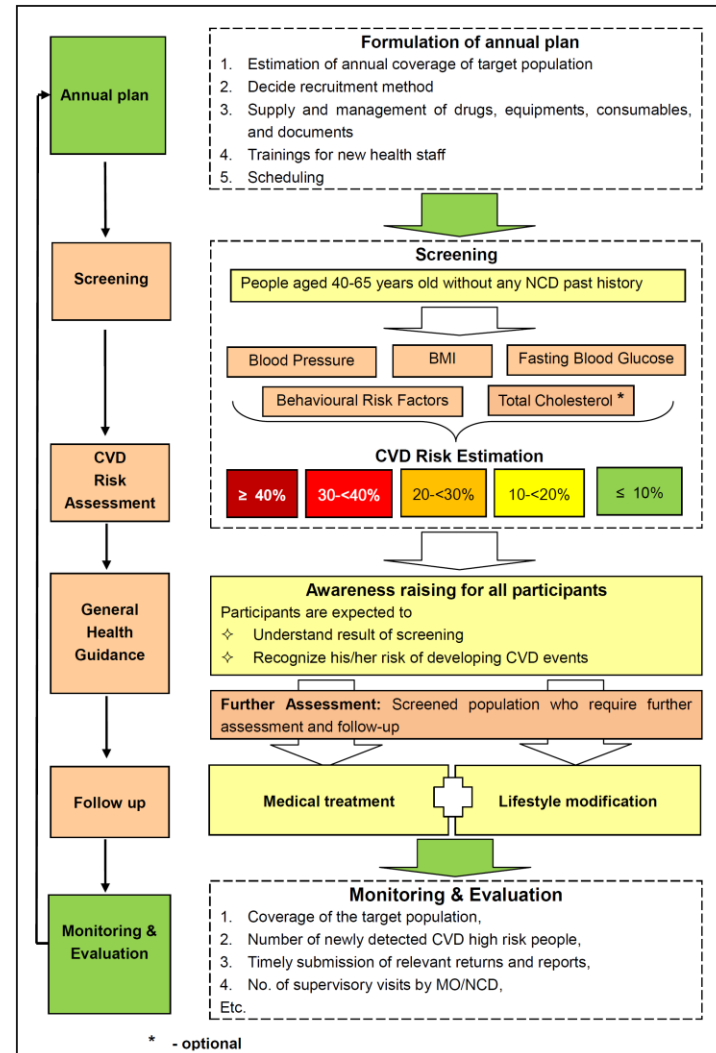 Formulation of annual plan
1. Estimation of annual coverage of target population
2. Decide recruitment method
3. Supply and management of drugs, equipments, consumables,
and documents
4. Trainings for new health staff
5. Scheduling
Annual plan
Screening
People aged 40-65 years old without any NCD past history
Screening
Blood Pressure
BMI
Fasting Blood Glucose
Behavioural Risk Factors
Total Cholesterol *
CVD Risk Estimation
CVD
Risk
Assessment
≥ 40%
30-<40%
20-<30%
10-<20%
≤ 10%
Awareness raising for all participants
Participants are expected to
✧ Understand result of screening
✧ Recognize his/her risk of developing CVD events
General
Health
Guidance
Further Assessment: Screened population who require further
assessment and follow-up
Follow up
Medical treatment
Lifestyle modification
Monitoring & Evaluation
1. Coverage of the target population,
2. Number of newly detected CVD high risk people,
3. Timely submission of relevant returns and reports,
4. No. of supervisory visits by MO/NCD,
Etc.
Monitoring &
Evaluation
* - optional